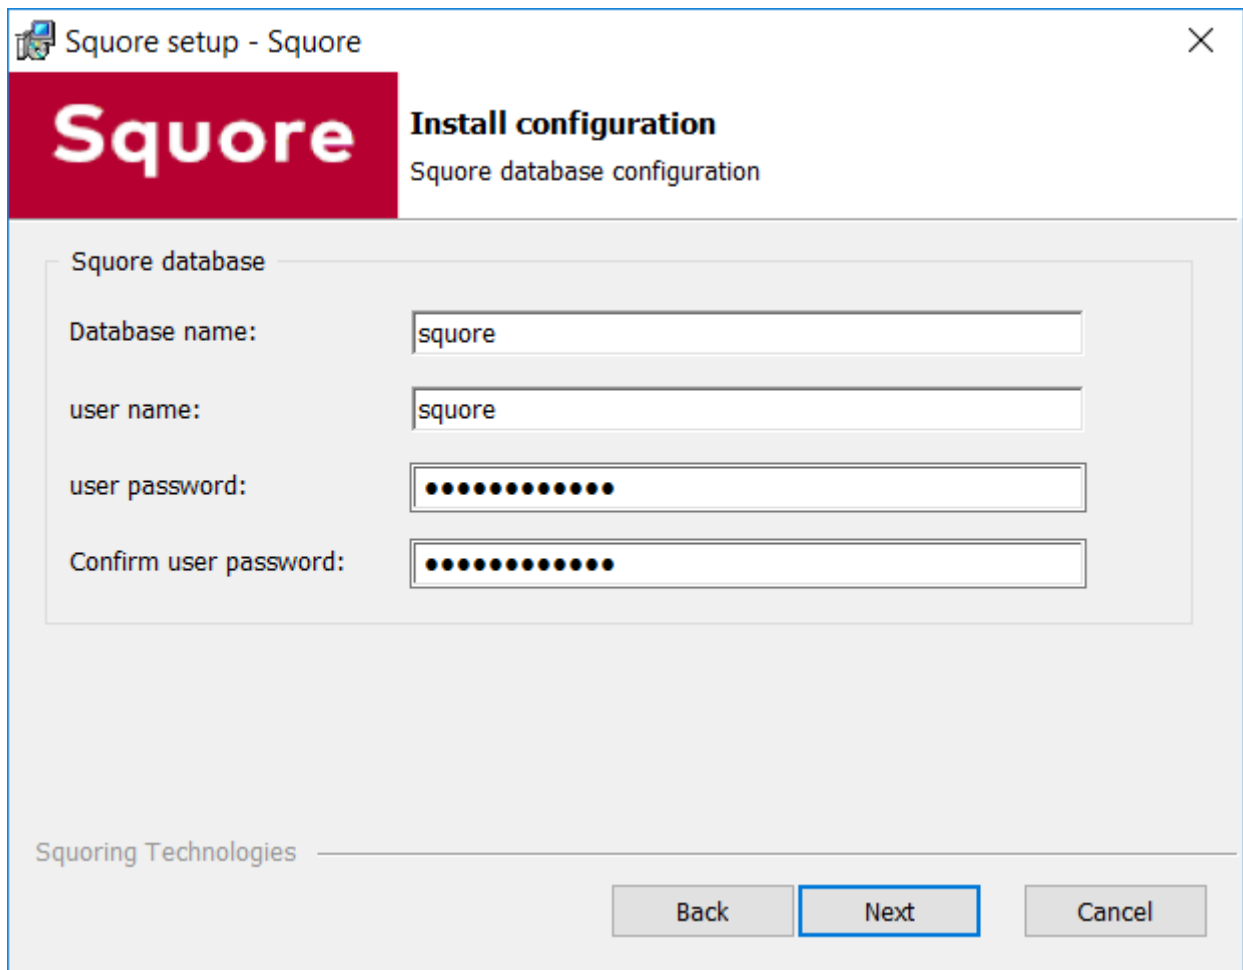 Squore setup - Squore
Squore
Install configuration
Squore database configuration
Squore database
Database name:
squore
user name:
squore
user password:
●●●●●●●●●●●●
Confirm user password:
●●●●●●●●●●●●
Squoring Technologies
Back
Next
Cancel